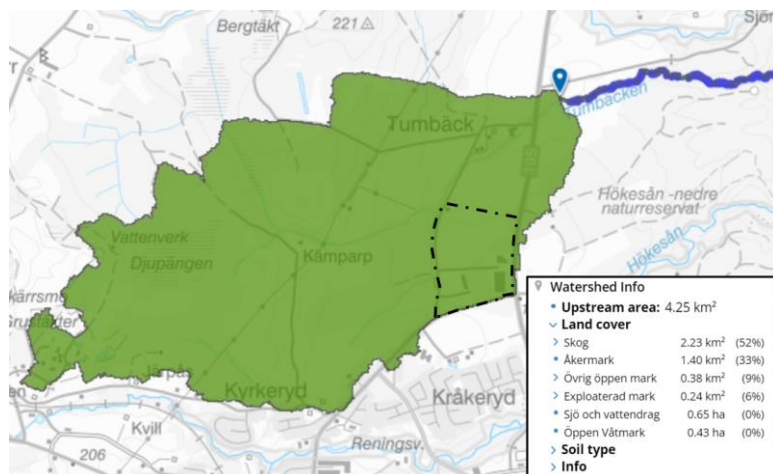 Bergtäkt
221
Sjör
Tumbäcken
Tumbäck
Hökesån -nedre
naturreservat
Vattenverk
Djupängen
Kämparp
Hökesån
Kyrkeryd
Kråkeryd
Kvill
Reningsv.
206
Watershed Info
• Upstream area: 4.25 km²
Land cover
> Skog 2.23 km² (52%)
• Åkermark 1.40 km² (33%)
> Övrig öppen mark 0.38 km² (9%)
> Exploaterad mark 0.24 km² (6%)
• Sjö och vattendrag 0.65 ha (0%)
• Öppen Våtmark 0.43 ha (0%)
> Soil type
> Info